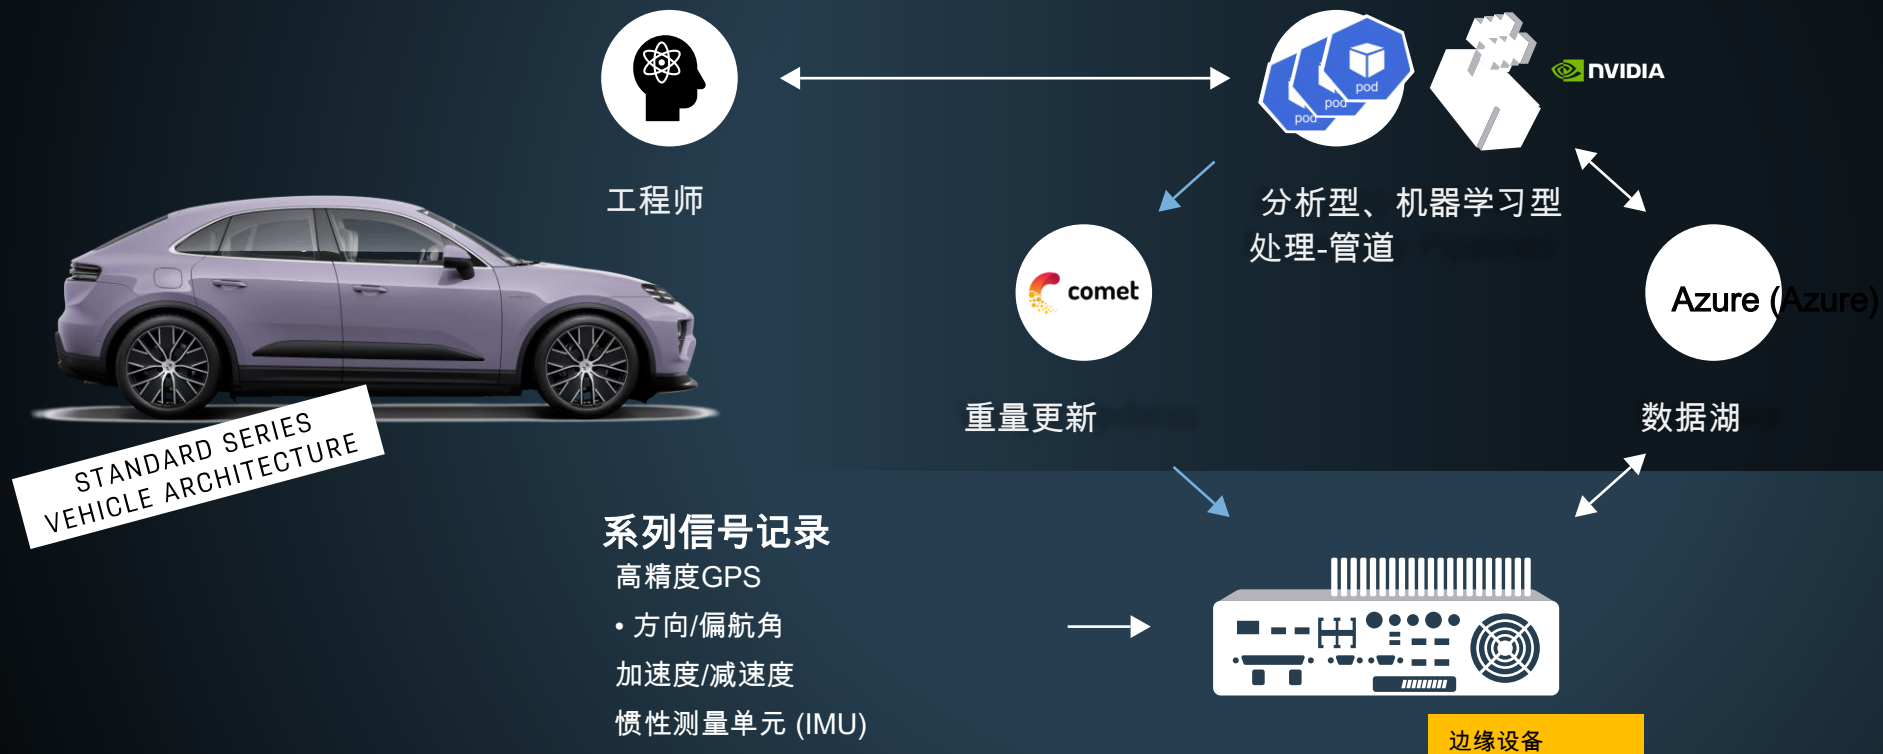 pod
pod
pod
NVIDIA
工程师
分析型、机器学习型
处理-管道
comet
Azure (Azure)
重量更新
数据湖
STANDARD SERIES
VEHICLE ARCHITECTURE
系列信号记录
高精度GPS
• 方向/偏航角
加速度/减速度
惯性测量单元 (IMU)
边缘设备